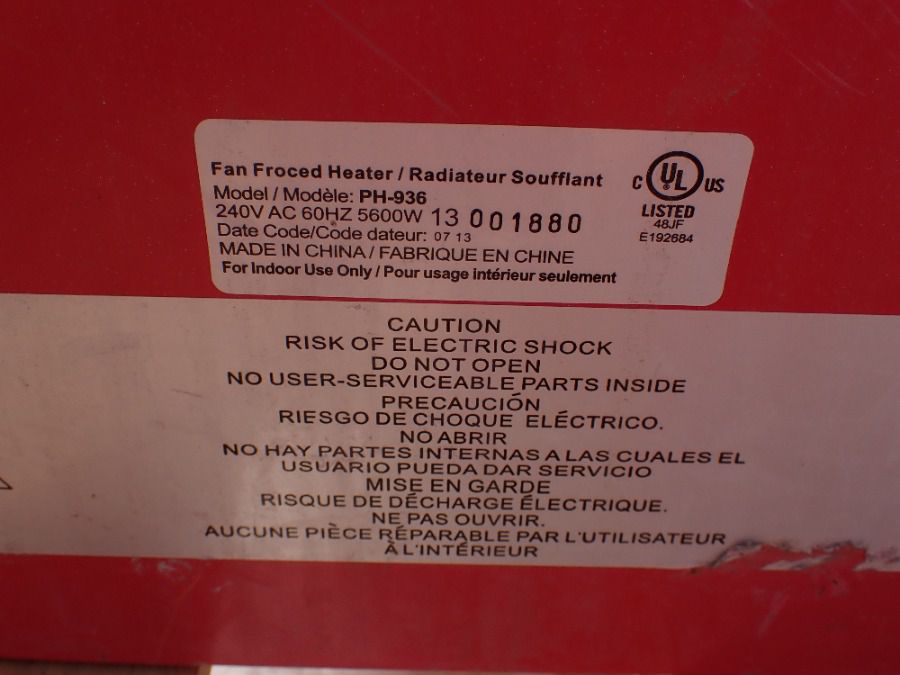 Fan Froced Heater / Radiateur Soufflant
Model / Modèle: PH-936
240V AC 60HZ 5600W 13 001880
Date Code/Code dateur: 07 13
MADE IN CHINA / FABRIQUE EN CHINE
For Indoor Use Only / Pour usage intérieur seulement
C UL US
LISTED
48JF
E192684
CAUTION
RISK OF ELECTRIC SHOCK
DO NOT OPEN
NO USER-SERVICEABLE PARTS INSIDE
PRECAUCIÓN
RIESGO DE CHOQUE ELÉCTRICO.
NO ABRIR
NO HAY PARTES INTERNAS A LAS CUALES EL
USUARIO PUEDA DAR SERVICIO
MISE EN GARDE
RISQUE DE DÉCHARGE ÉLECTRIQUE.
NE PAS OUVRIR.
AUCUNE PIÈCE RÉPARABLE PAR L'UTILISATEUR
À L'INTÉRIEUR